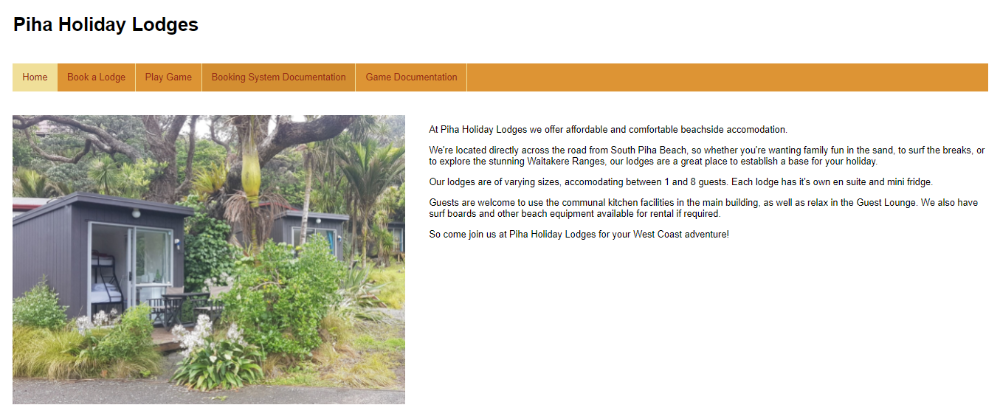 Piha Holiday Lodges
Home Book a Lodge Play Game Booking System Documentation Game Documentation
At Piha Holiday Lodges we offer affordable and comfortable beachside accomodation.
We're located directly across the road from South Piha Beach, so whether you're wanting family fun in the sand, to surf the breaks, or
to explore the stunning Waitakere Ranges, our lodges are a great place to establish a base for your holiday.
Our lodges are of varying sizes, accomodating between 1 and 8 guests. Each lodge has it's own en suite and mini fridge.
Guests are welcome to use the communal kitchen facilities in the main building, as well as relax in the Guest Lounge. We also have
surf boards and other beach equipment available for rental if required.
So come join us at Piha Holiday Lodges for your West Coast adventure!